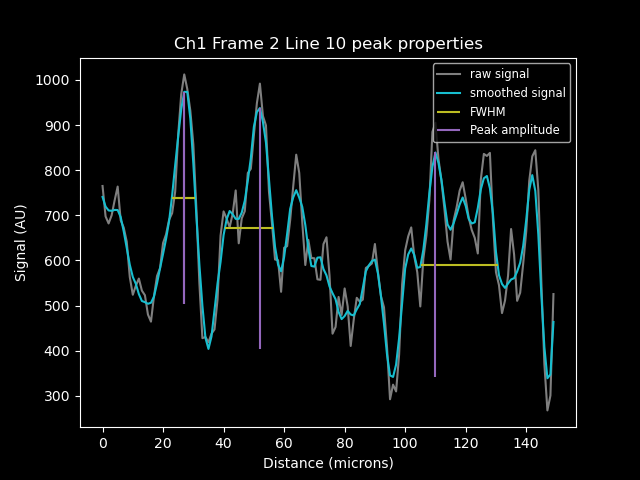 Ch1 Frame 2 Line 10 peak properties
raw signal
smoothed signal
FWHM
Peak amplitude
Signal (AU)
1000
900
800
700
600
500
400
300
0 20 40 60 80 100 120 140
Distance (microns)